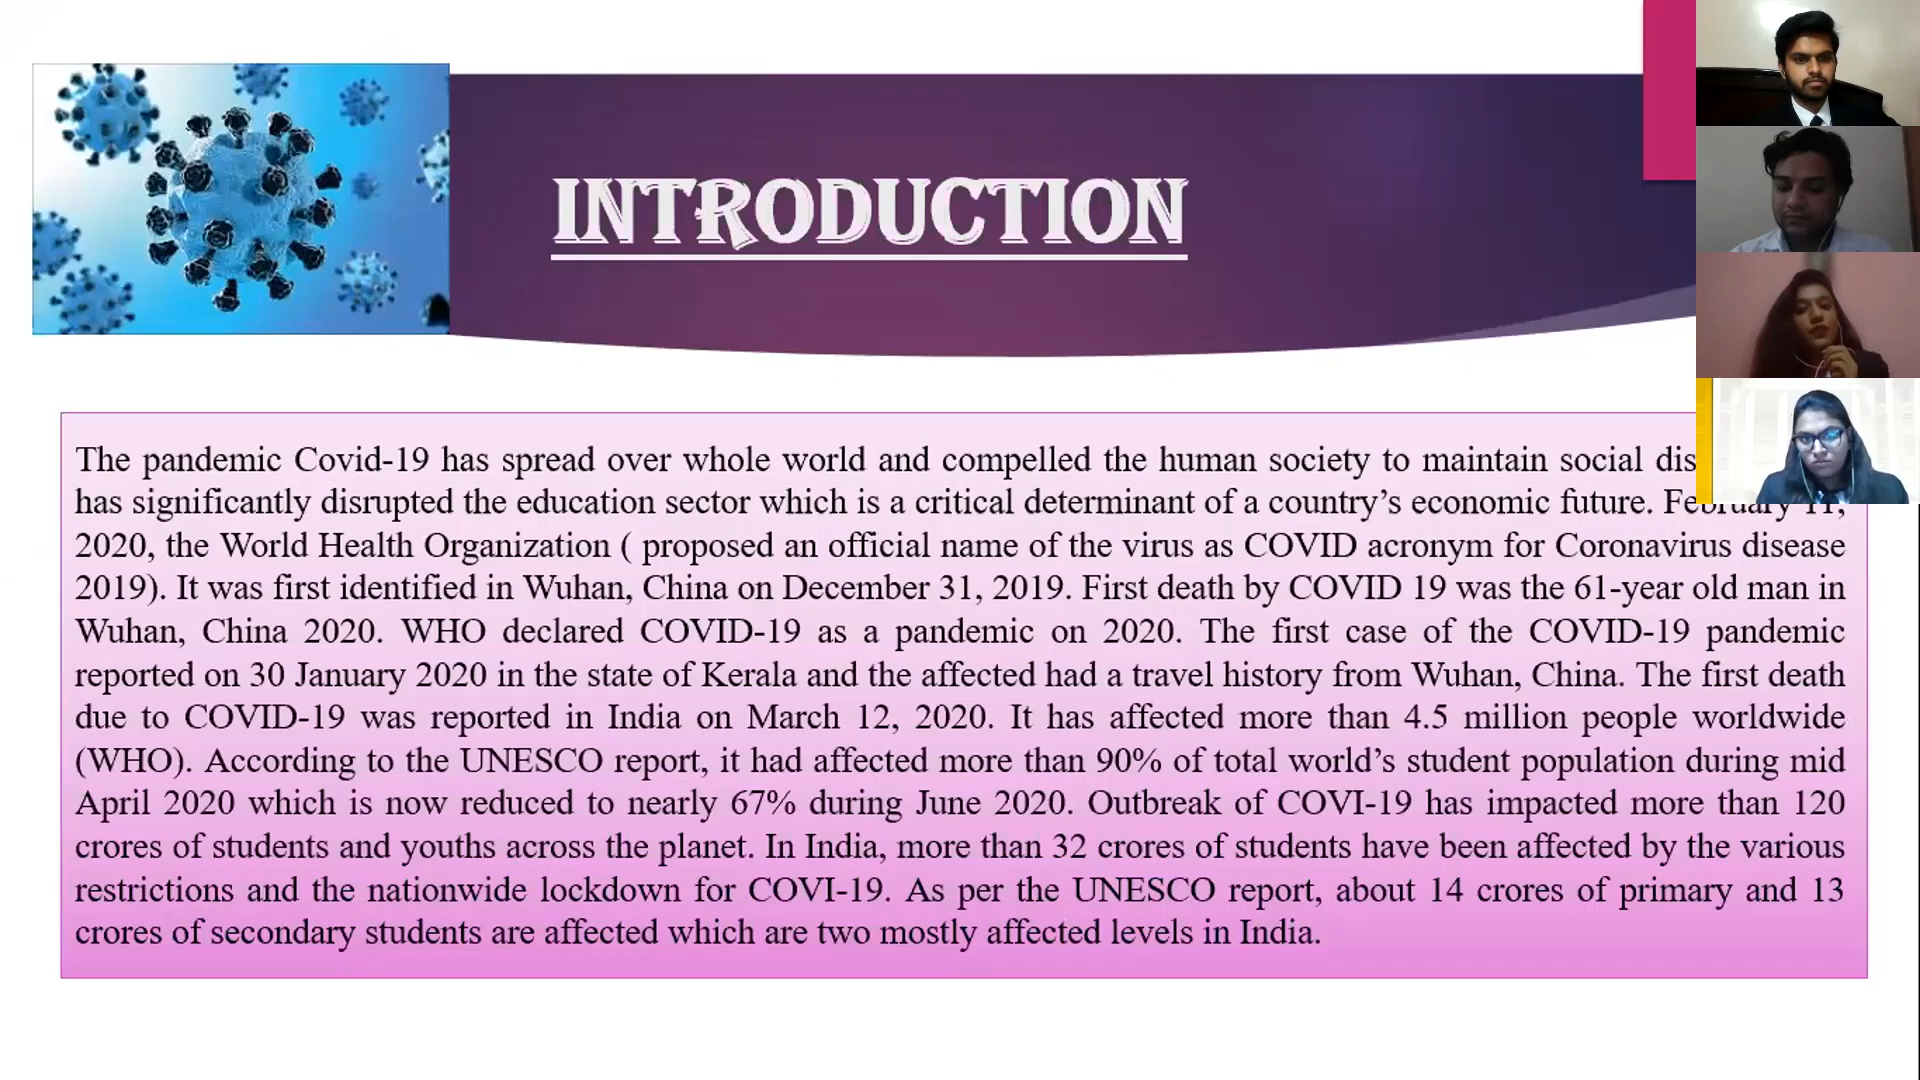 INTRODUCTION
The pandemic Covid-19 has spread over whole world and compelled the human society to maintain social
has significantly disrupted the education sector which is a critical determinant of a country’s economic future. February 11,
2020, the World Health Organization ( proposed an official name of the virus as COVID acronym for Coronavirus disease
2019). It was first identified in Wuhan, China on December 31, 2019. First death by COVID 19 was the 61-year old man in
Wuhan, China 2020. WHO declared COVID-19 as a pandemic on 2020. The first case of the COVID-19 pandemic
reported on 30 January 2020 in the state of Kerala and the affected had a travel history from Wuhan, China. The first death
due to COVID-19 was reported in India on March 12, 2020. It has affected more than 4.5 million people worldwide
(WHO). According to the UNESCO report, it had affected more than 90% of total world’s student population during mid
April 2020 which is now reduced to nearly 67% during June 2020. Outbreak of COVI-19 has impacted more than 120
crores of students and youths across the planet. In India, more than 32 crores of students have been affected by the various
restrictions and the nationwide lockdown for COVI-19. As per the UNESCO report, about 14 crores of primary and 13
crores of secondary students are affected which are two mostly affected levels in India.